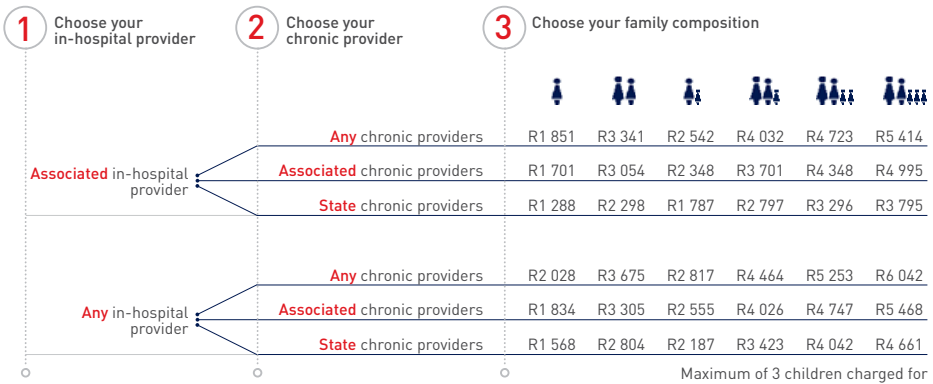 1 Choose your
in-hospital provider
2 Choose your
chronic provider
3 Choose your family composition
Any chronic providers R1 851 R3 341 R2 542 R4 032 R4 723 R5 414
Associated in-hospital
provider
Associated chronic providers R1 701 R3 054 R2 348 R3 701 R4 348 R4 995
State chronic providers R1 288 R2 298 R1 787 R2 797 R3 296 R3 795
Any chronic providers R2 028 R3 675 R2 817 R4 464 R5 253 R6 042
Any in-hospital
provider
Associated chronic providers R1 834 R3 305 R2 555 R4 026 R4 747 R5 468
State chronic providers R1 568 R2 804 R2 187 R3 423 R4 042 R4 661
Maximum of 3 children charged for